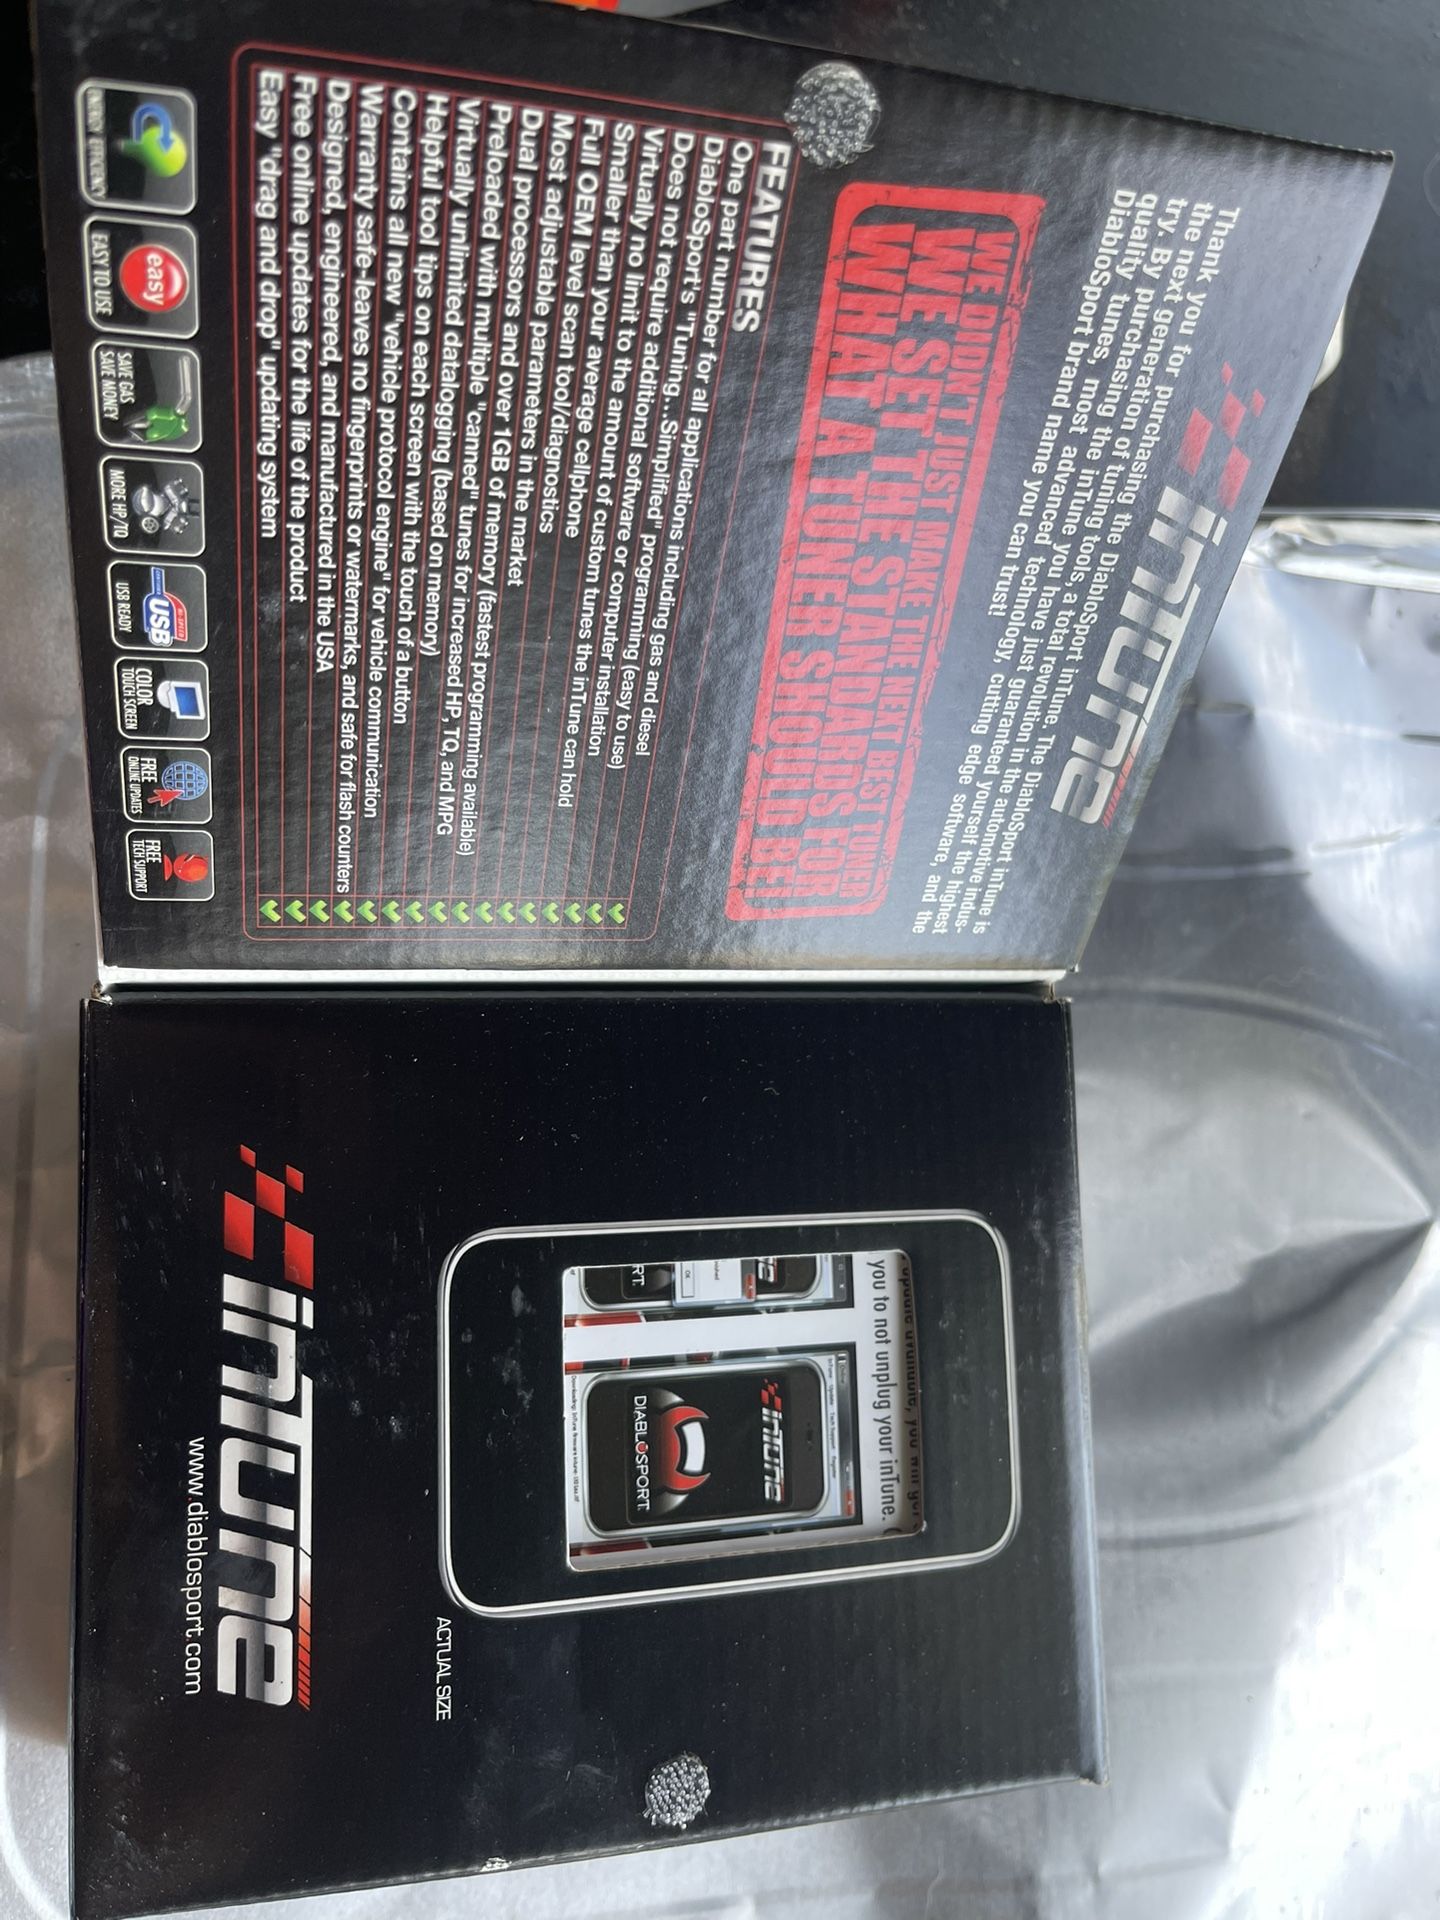 inTune
Thank you for purchasing the DiabloSport inTune. The DiabloSport inTune is
the next generation of tuning tools, a total revolution in the automotive indus-
try. By purchasing the inTune you have just guaranteed yourself the highest
quality tunes, most advanced technology, cutting edge software, and the
DiabloSport brand name you can trust!
WE DIDN'T JUST MAKE THE NEXT BEST TUNER
WE SET THE STANDARDS FOR
WHAT A TUNER SHOULD BE!
FEATURES
One part number for all applications including gas and diesel
DiabloSport's "Tuning...Simplified" programming (easy to use)
Does not require additional software or computer installation
Virtually no limit to the amount of custom tunes the inTune can hold
Smaller than your average cellphone
Full OEM level scan tool/diagnostics
Most adjustable parameters in the market
Dual processors and over 1GB of memory (fastest programming available)
Preloaded with multiple "canned" tunes for increased HP, TQ, and MPG
Virtually unlimited datalogging (based on memory)
Helpful tool tips on each screen with the touch of a button
Contains all new "vehicle protocol engine" for vehicle communication
Warranty safe-leaves no fingerprints or watermarks, and safe for flash counters
Designed, engineered, and manufactured in the USA
Free online updates for the life of the product
Easy "drag and drop" updating system
ENERGY EFFICIENCY
easy
EASY TO USE
SAVE GAS
SAVE MONEY
MORE HP/TQ
USB
USB READY
COLOR
TOUCH SCREEN
FREE
ONLINE UPDATES
FREE
TECH SUPPORT
you to not unplug your inTune.
OK
inTune
DIABLOSPORT.
ACTUAL SIZE
inTune
www.diablosport.com